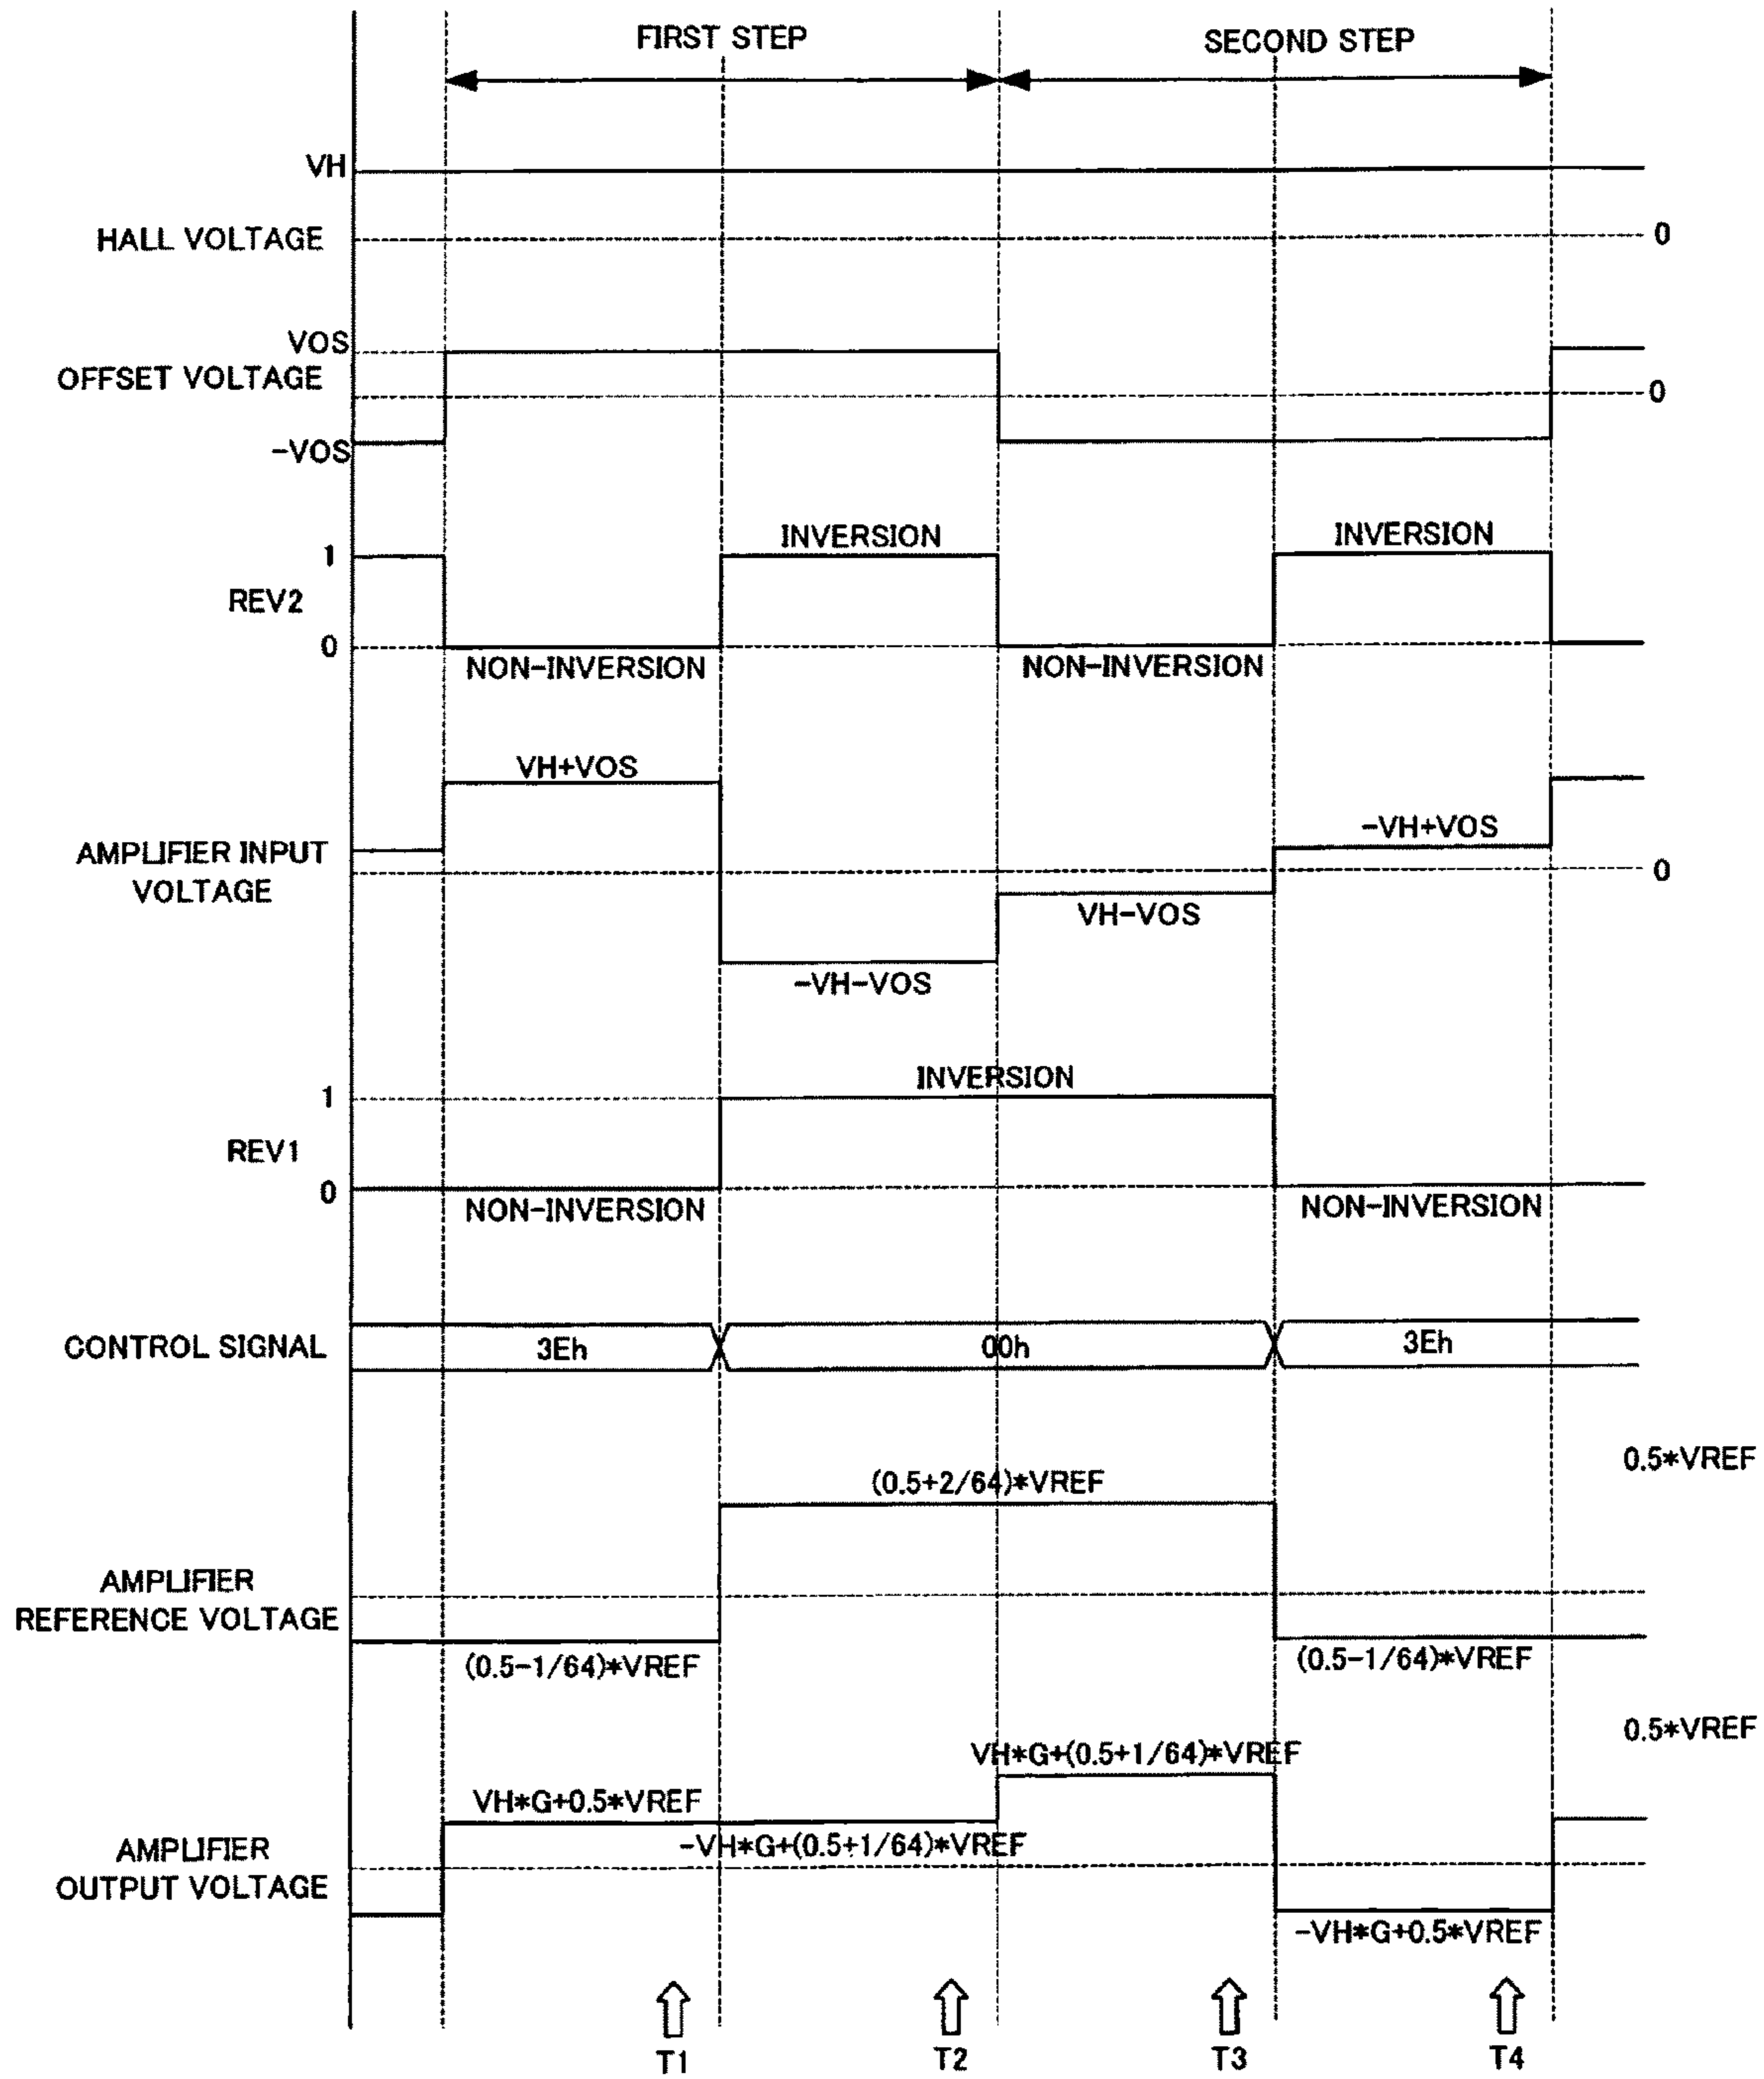 FIRST STEP
SECOND STEP
VH
HALL VOLTAGE
0
VOS
OFFSET VOLTAGE
0
-VOS
INVERSION
INVERSION
1
REV2
0
NON-INVERSION
NON-INVERSION
VH+VOS
-VH+VOS
AMPLIFIER INPUT
VOLTAGE
0
VH-VOS
-VH-VOS
INVERSION
1
REV1
0
NON-INVERSION
NON-INVERSION
CONTROL SIGNAL
3Eh
00h
3Eh
0.5*VREF
(0.5+2/64)*VREF
AMPLIFIER
REFERENCE VOLTAGE
(0.5-1/64)*VREF
(0.5-1/64)*VREF
0.5*VREF
VH*G+(0.5+1/64)*VREF
VH*G+0.5*VREF
-VH*G+(0.5+1/64)*VREF
AMPLIFIER
OUTPUT VOLTAGE
-VH*G+0.5*VREF
T1
T2
T3
T4